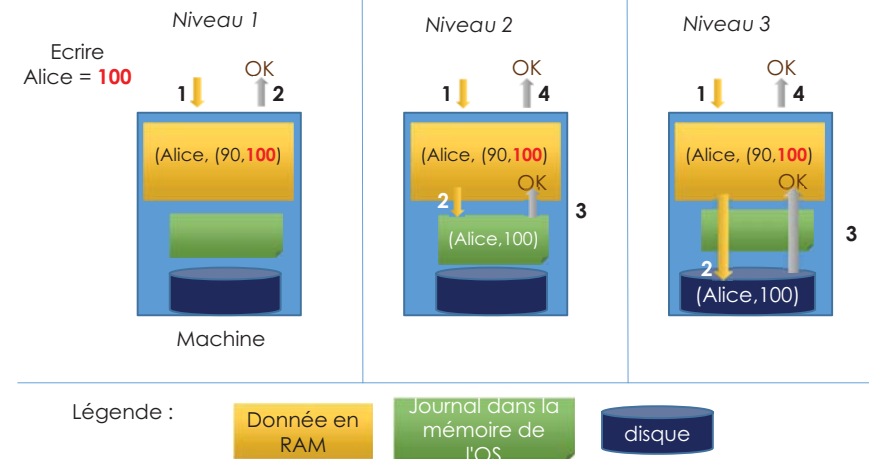 Niveau 1
Niveau 2
Niveau 3
Ecrire
Alice = 100
OK
1
2
OK
1
4
OK
1
4
(Alice, (90,100)
(Alice, (90,100)
OK
2
3
(Alice,100)
(Alice, (90,100)
OK
3
2
(Alice,100)
Machine
Légende :
Donnée en
RAM
Journal dans la
mémoire de
l'OS
disque